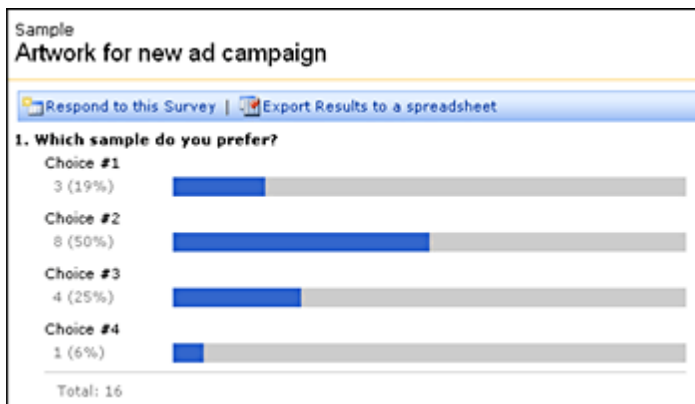 Sample
Artwork for new ad campaign
Respond to this Survey | Export Results to a spreadsheet
1. Which sample do you prefer?
Choice #1
3 (19%)
Choice #2
8 (50%)
Choice #3
4 (25%)
Choice #4
1 (6%)
Total: 16